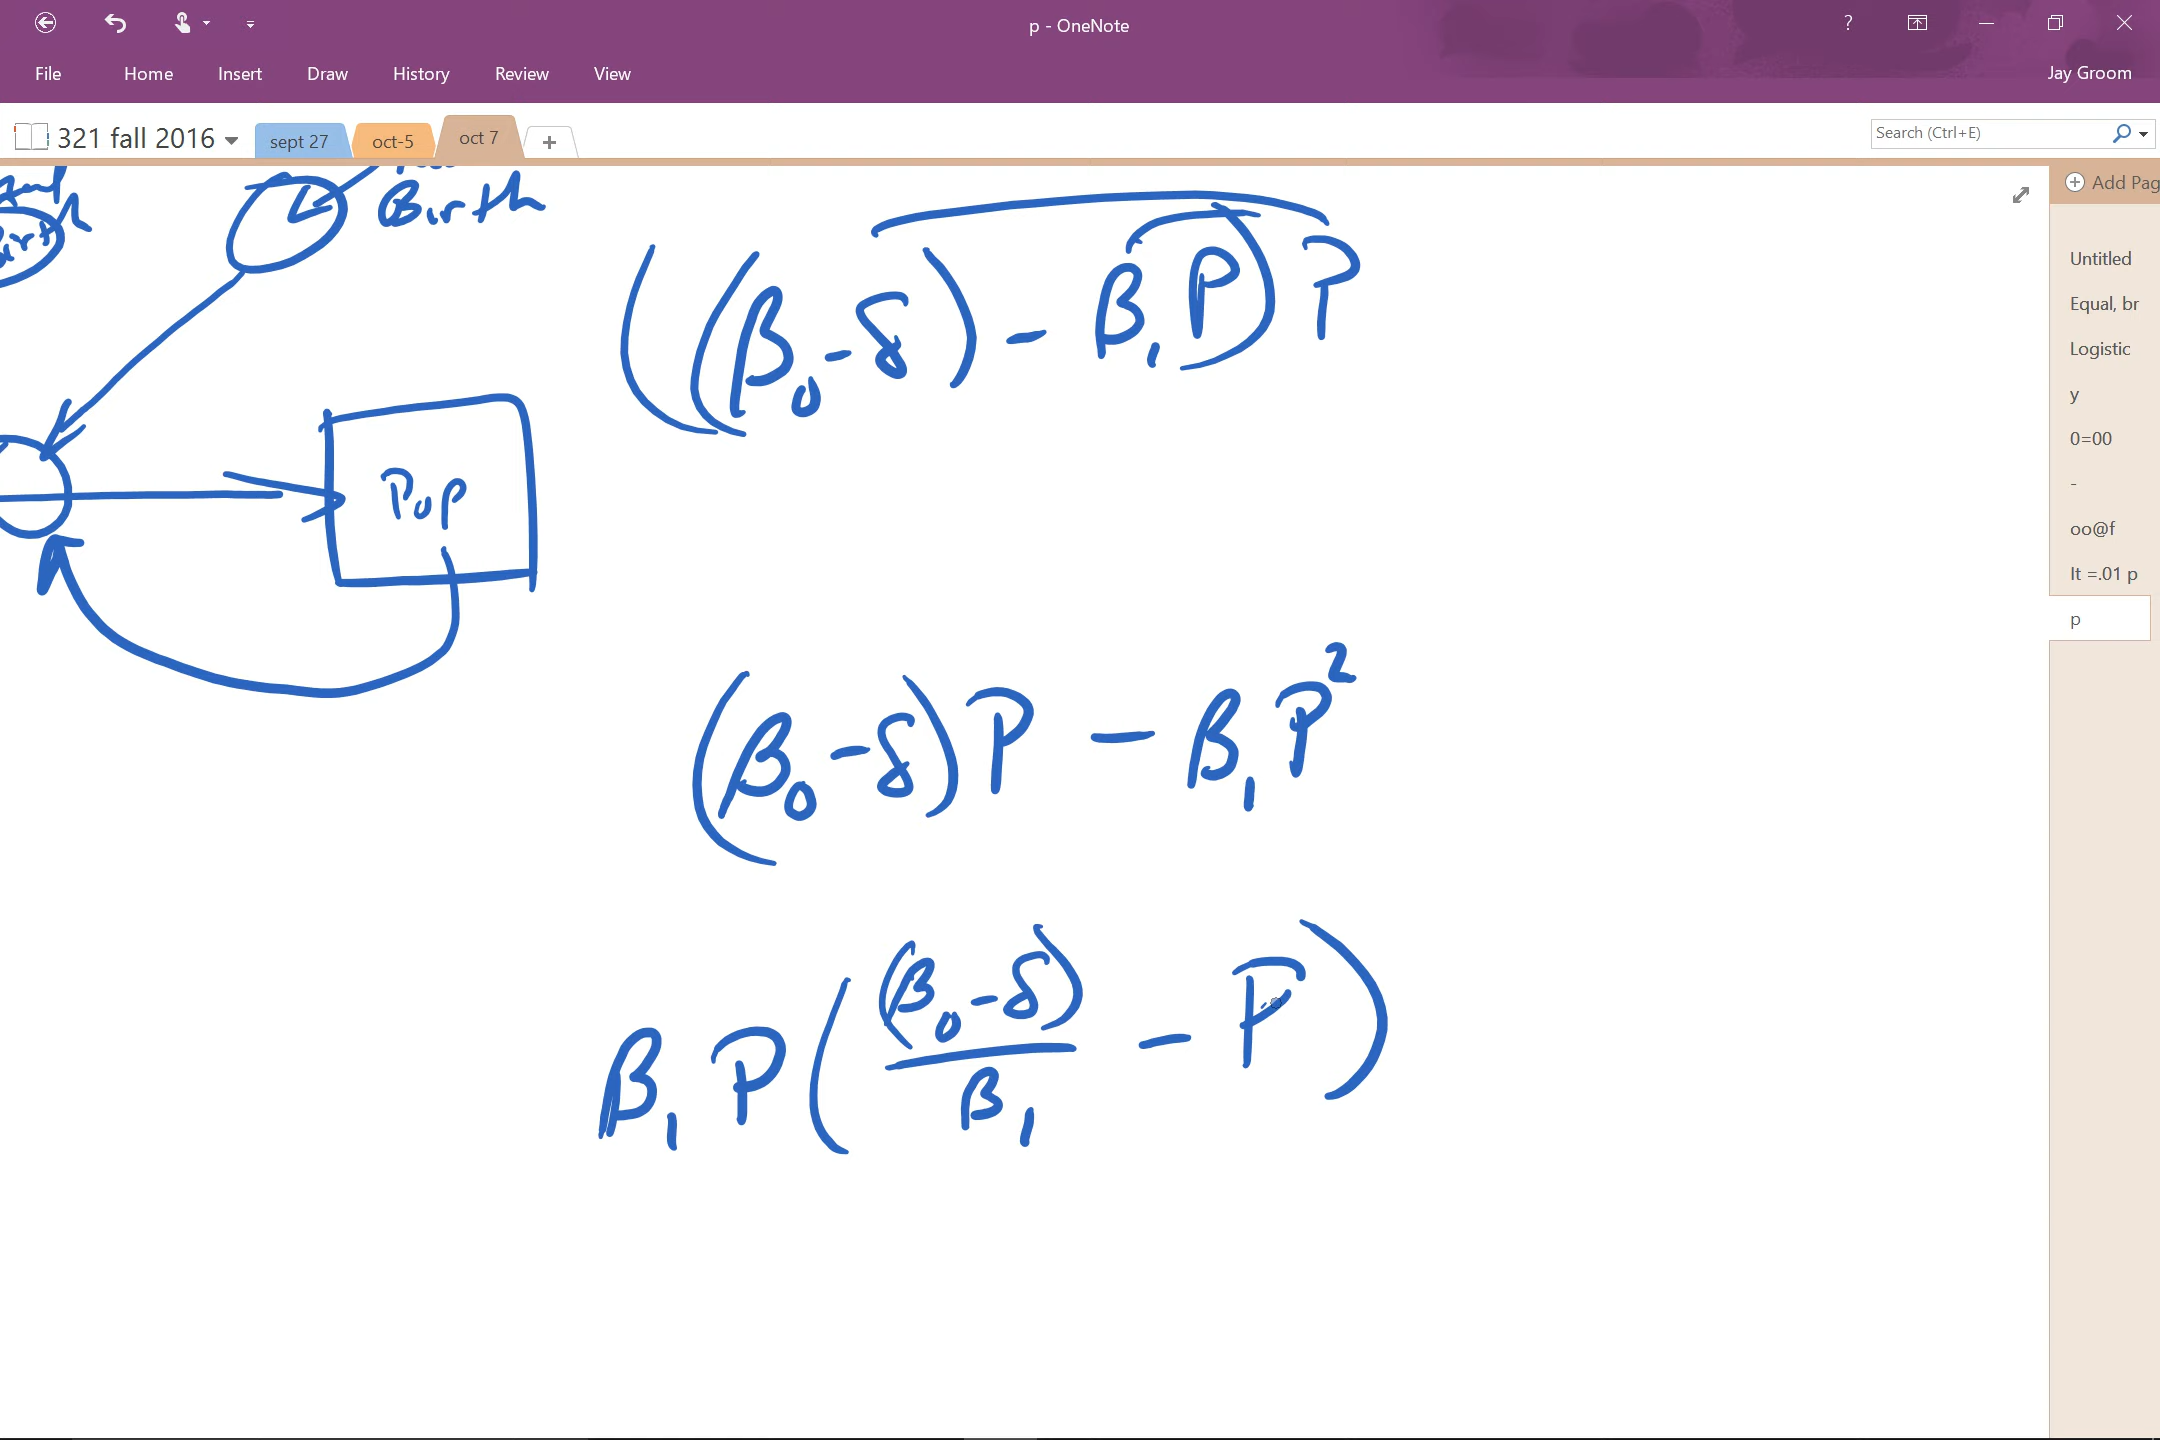 p - OneNote
?
File Home Insert Draw History Review View
Jay Groom
321 fall 2016 sept 27 oct-5 oct 7
Search (Ctrl+E)
Add Pag
Untitled
Equal, br
Logistic
y
0=00
-
oo@f
It =.01 p
p
Birth
((β₀-δ) - β₁P)P
Pop
(β₀-δ)P - β₁P²
β₁P((β₀-δ)/β₁ - P)